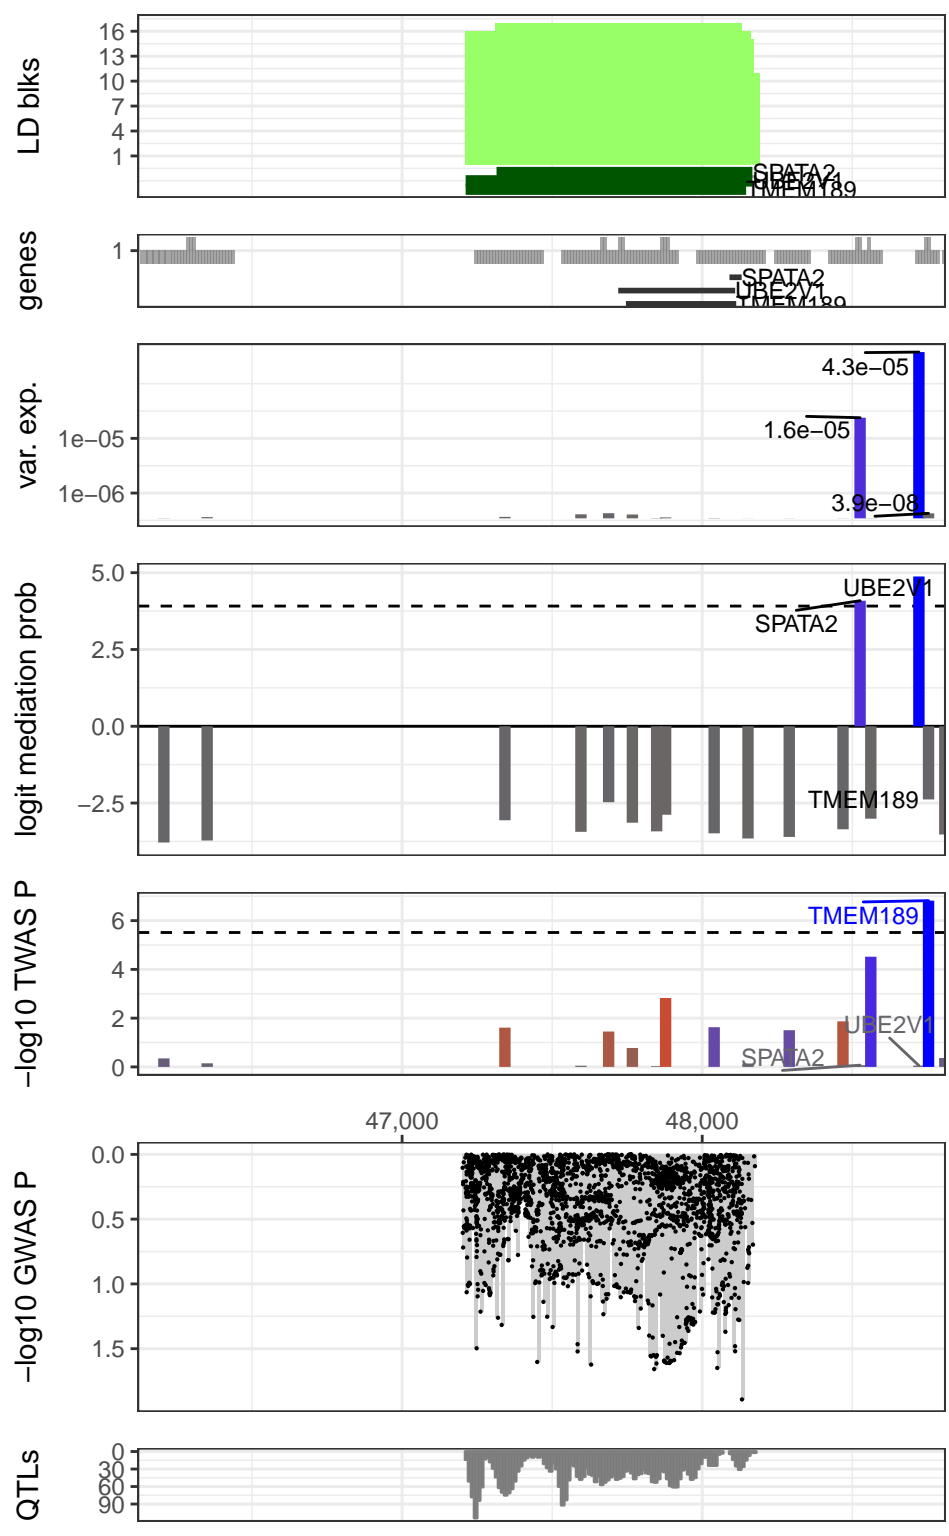 LD blks
16
13
10
7
4
1
SPATA2
UBE2V1
TMEM189
genes
1
SPATA2
UBE2V1
TMEM189
var. exp.
1e−05
1e−06
4.3e−05
1.6e−05
3.9e−08
logit mediation prob
5.0
2.5
0.0
−2.5
UBE2V1
SPATA2
TMEM189
−log10 TWAS P
6
4
2
0
TMEM189
UBE2V1
SPATA2
47,000 48,000
−log10 GWAS P
0.0
0.5
1.0
1.5
QTLs
0
30
60
90